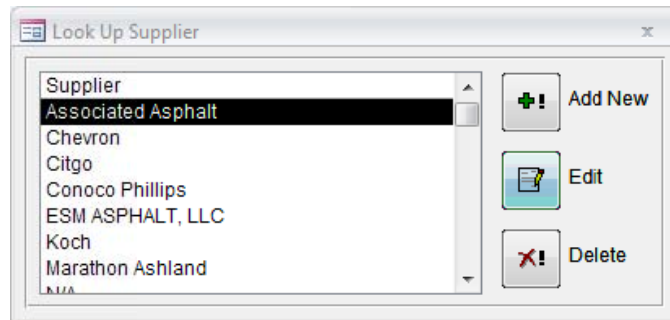 Look Up Supplier
Supplier
Associated Asphalt
Chevron
Citgo
Conoco Phillips
ESM ASPHALT, LLC
Koch
Marathon Ashland
N/A
Add New
Edit
Delete